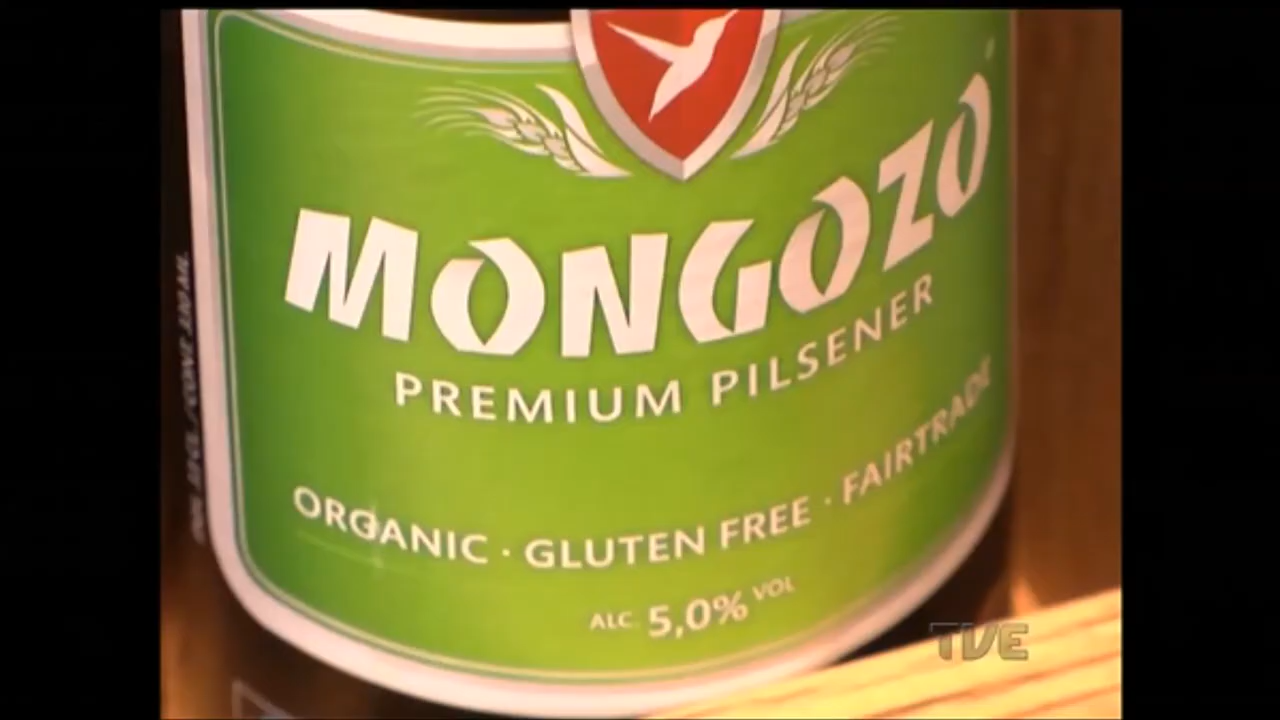 MONGOZO
PREMIUM PILSENER
ORGANIC · GLUTEN FREE · FAIRTRADE
ALC. 5,0% VOL
TVE